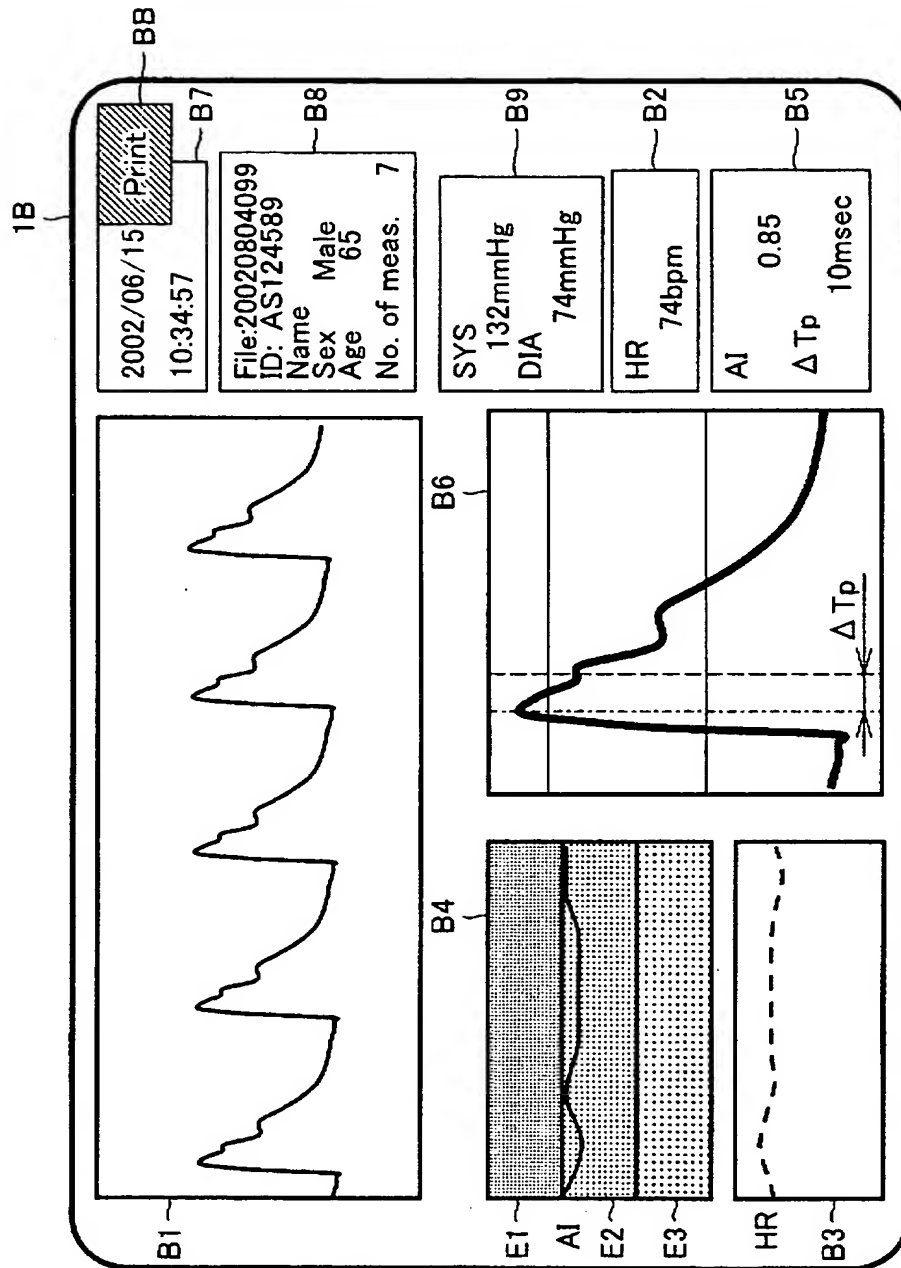 1B
BB
Print
2002/06/15
10:34:57
B7
File:20020804099
ID: AS124589
Name
Sex Male
Age 65
No. of meas. 7
B8
SYS
132mmHg
DIA
74mmHg
B9
HR
74bpm
B2
AI
0.85
ΔTp
10msec
B5
B1
B4
E1
AI
E2
E3
HR
B3
B6
ΔTp